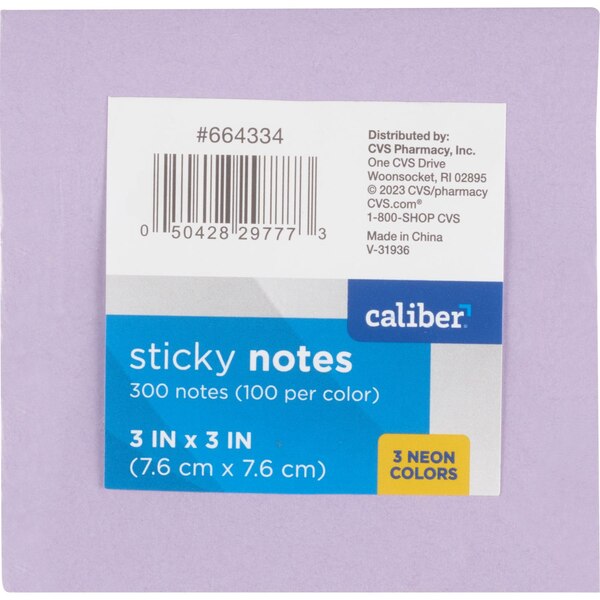 #664334
0 50428 29777 3
Distributed by:
CVS Pharmacy, Inc.
One CVS Drive
Woonsocket, RI 02895
© 2023 CVS/pharmacy
CVS.com®
1-800-SHOP CVS
Made in China
V-31936
caliber
sticky notes
300 notes (100 per color)
3 IN x 3 IN
(7.6 cm x 7.6 cm)
3 NEON
COLORS